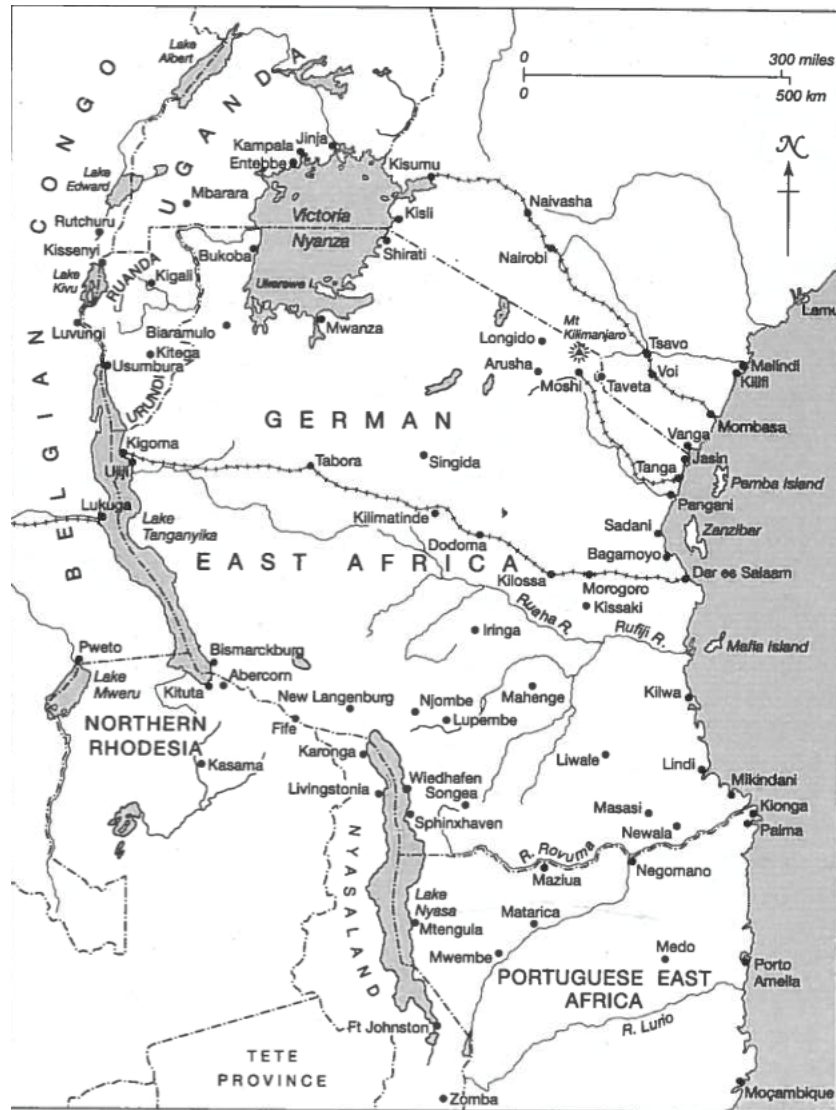 Lake
Albert
0
300 miles
0
500 km
N
CONGO
UGANDA
Jinja
Kampala
Entebbe
Kisumu
Lake
Edward
Mbarara
Naivasha
Rutchuru
Victoria
Nyanza
Kisli
Kissenyi
Bukoba
Shirati
Nairobi
Lake
Kivu
RUANDA
Kigali
Ukerewe I.
Lamu
Luvungi
Biaramulo
Mwanza
Longido
Mt
Kilimanjaro
Tsavo
Kitega
Malindi
Usumbura
Arusha
Moshi
Taveta
Voi
Kilifi
BELGIAN
URUNDI
GERMAN
Mombasa
Kigoma
Vanga
Ujiji
Tabora
Singida
Jasin
Tanga
Pemba Island
Lukuga
Pangani
Lake
Tanganyika
Kilimatinde
Sadani
Zanzibar
Dodoma
EAST AFRICA
Bagamoyo
Kilossa
Morogoro
Dar es Salaam
Kissaki
Ruaha R.
Iringa
Rufiji R.
Mafia Island
Pweto
Bismarckburg
Lake
Mweru
Abercorn
Kituta
New Langenburg
Njombe
Mahenge
Kilwa
NORTHERN
RHODESIA
Fife
Lupembe
Kasama
Karonga
Liwale
Lindi
Livingstonia
Wiedhafen
Songea
Mikindani
Sphinxhaven
Masasi
Kionga
Newala
Palma
NYASALAND
R. Rovuma
Maziua
Negomano
Lake
Nyasa
Mtengula
Matarica
Mwembe
Medo
Porto
Amelia
PORTUGUESE EAST
AFRICA
Ft Johnston
R. Lurio
TETE
PROVINCE
Zomba
Moçambique